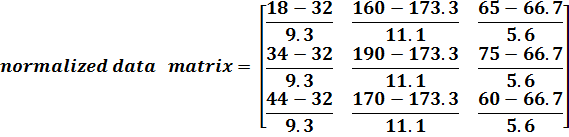 normalized data matrix = [ (18 − 32)/9.3   (160 − 173.3)/11.1   (65 − 66.7)/5.6
(34 − 32)/9.3   (190 − 173.3)/11.1   (75 − 66.7)/5.6
(44 − 32)/9.3   (170 − 173.3)/11.1   (60 − 66.7)/5.6 ]